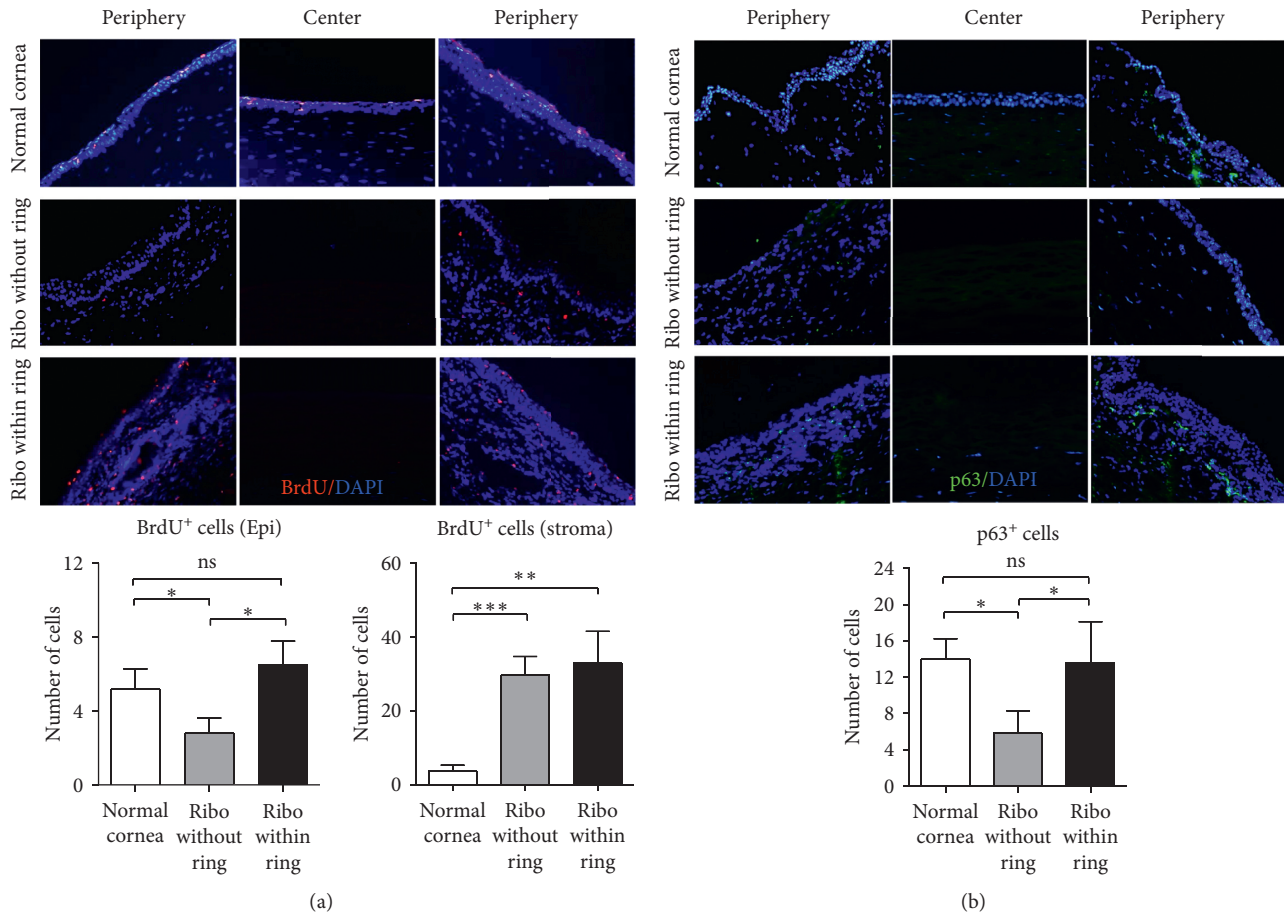 Periphery Center Periphery
Normal cornea
Ribo without ring
Ribo within ring
BrdU/DAPI
BrdU⁺ cells (Epi)
Number of cells
12
8
4
0
ns
*
*
Normal cornea
Ribo without ring
Ribo within ring
BrdU⁺ cells (stroma)
Number of cells
60
40
20
0
**
***
Normal cornea
Ribo without ring
Ribo within ring
(a)
Periphery Center Periphery
Normal cornea
Ribo without ring
Ribo within ring
p63/DAPI
p63⁺ cells
Number of cells
24
20
16
12
8
4
0
ns
*
*
Normal cornea
Ribo without ring
Ribo within ring
(b)